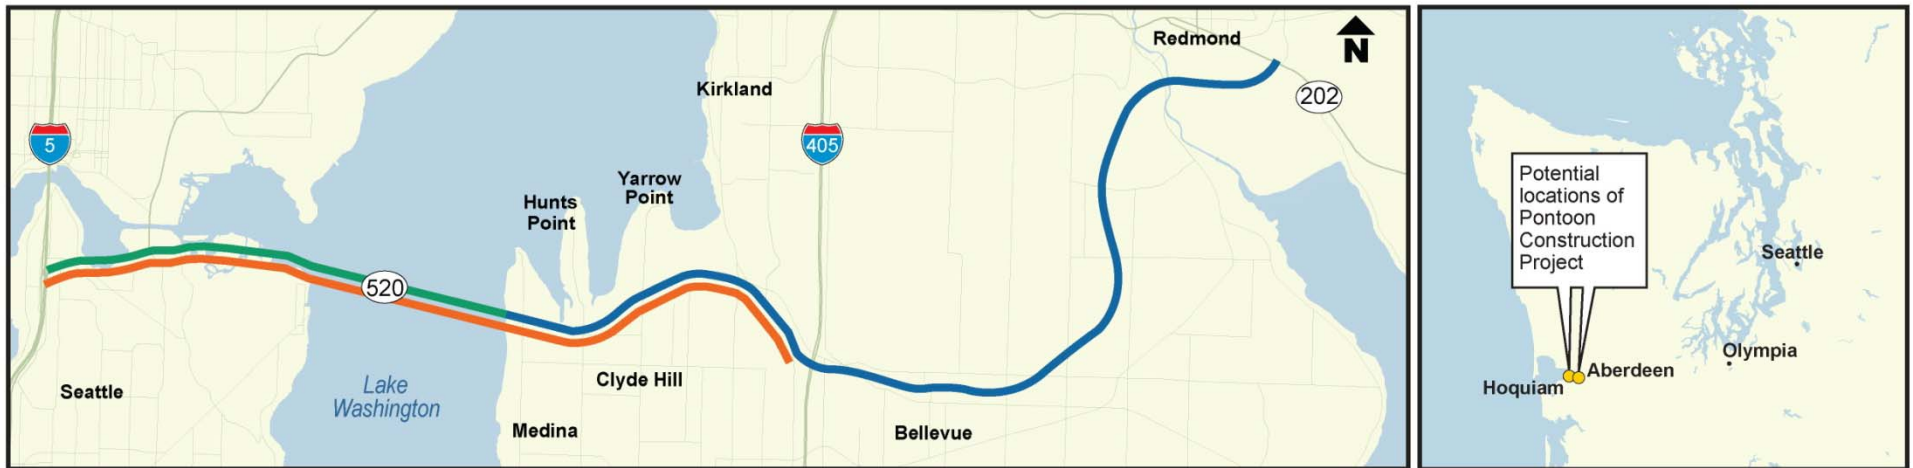 Redmond
N
Kirkland
202
5
405
Yarrow
Point
Hunts
Point
520
Seattle
Lake
Washington
Clyde Hill
Medina
Bellevue
Potential
locations of
Pontoon
Construction
Project
Seattle
Olympia
Aberdeen
Hoquiam